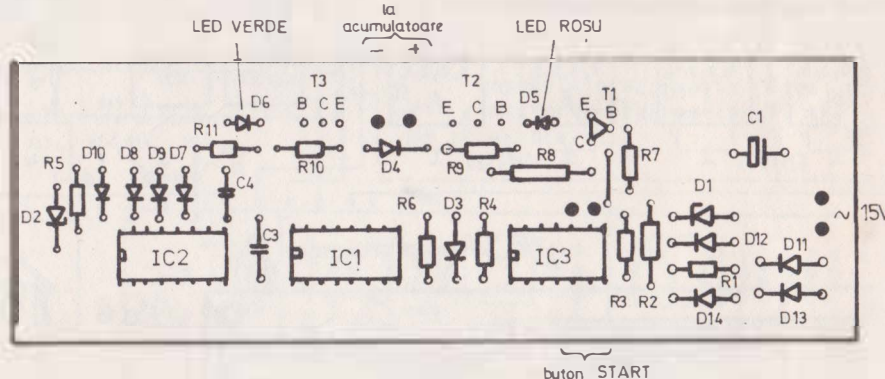 LED VERDE
la
acumulatoare
− +
LED ROSU
T3
T2
D6
B C E
E C B
D5
E
T1
B
C
C1
R11
R5
D10
D8
D9
D7
R10
D4
R9
R8
R7
D2
C4
R6
D3
R4
D1
~ 15V
C3
D12
D11
IC2
IC1
IC3
R3
R2
R1
D14
D13
buton START